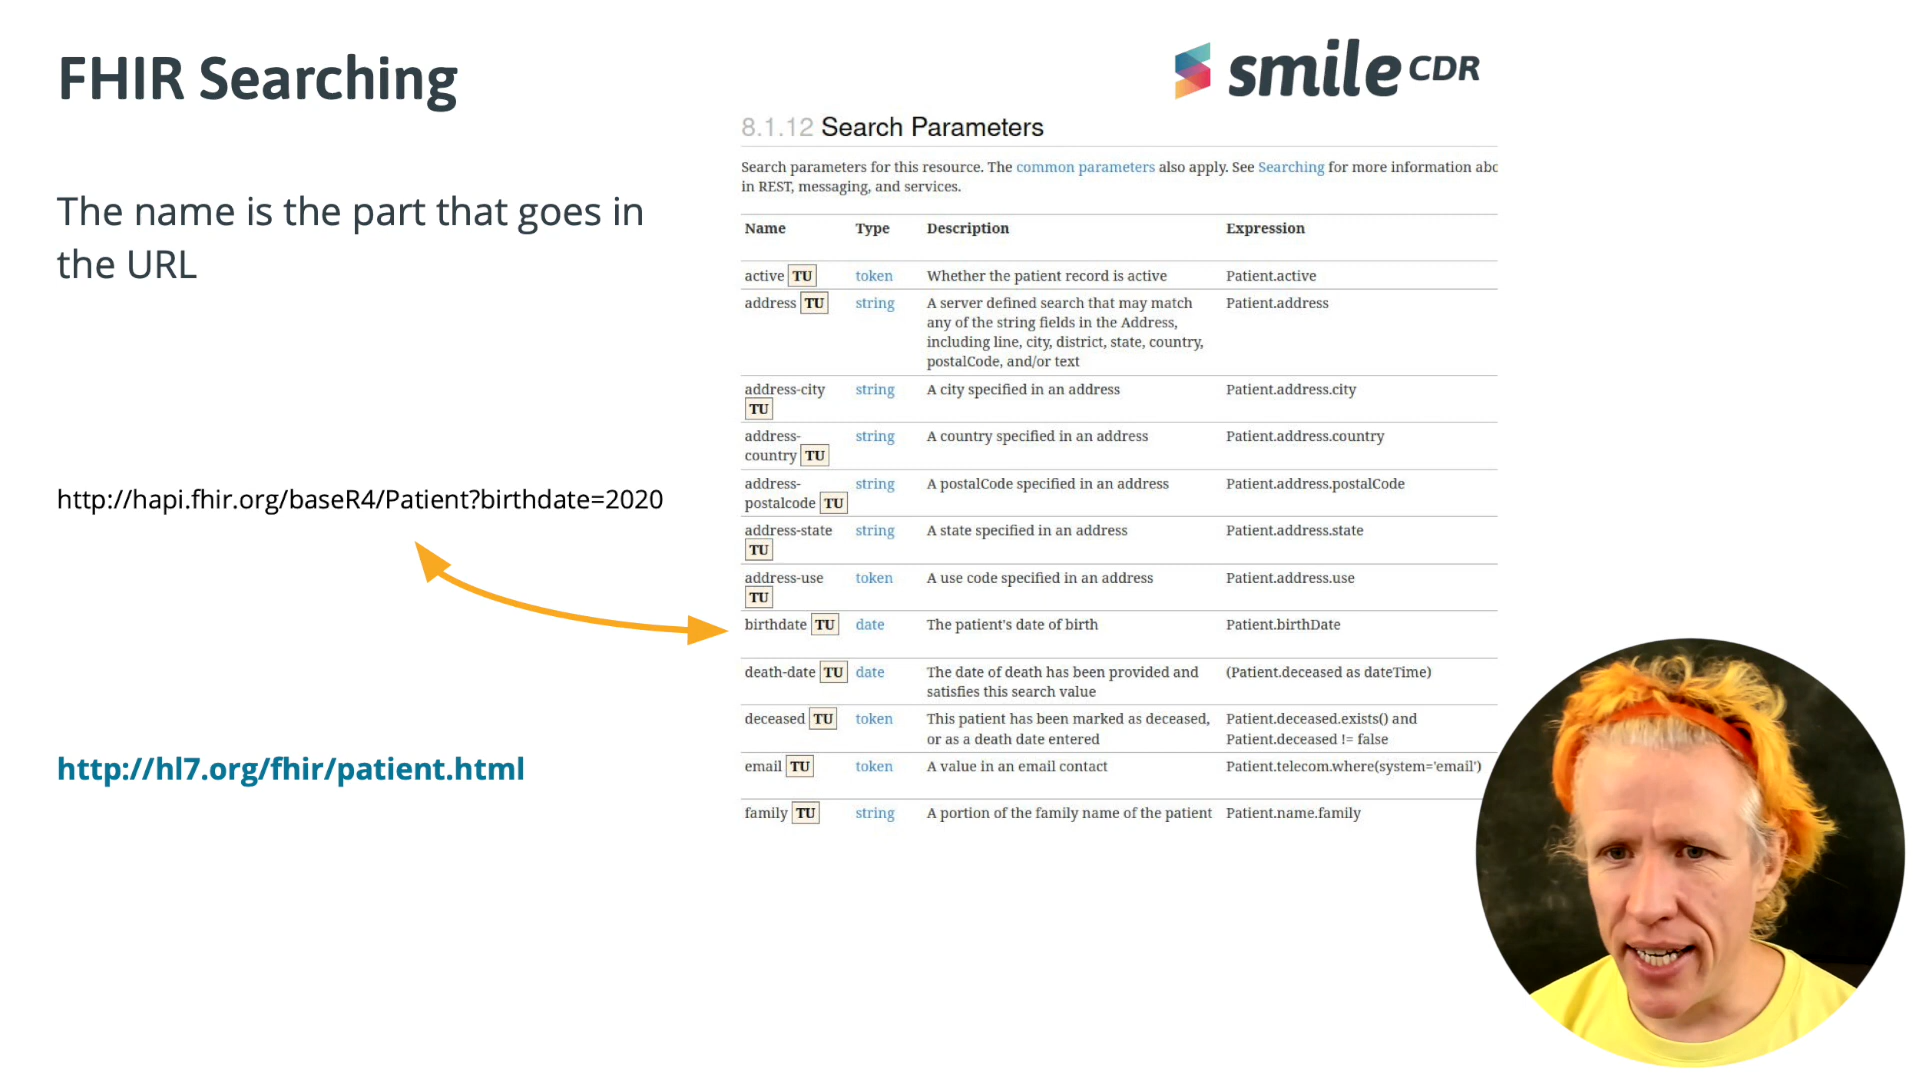 FHIR Searching
smile CDR
The name is the part that goes in
the URL
http://hapi.fhir.org/baseR4/Patient?birthdate=2020
http://hl7.org/fhir/patient.html
8.1.12 Search Parameters
Search parameters for this resource. The common parameters also apply. See Searching for more information abo
in REST, messaging, and services.
Name Type Description Expression
active TU token Whether the patient record is active Patient.active
address TU string A server defined search that may match Patient.address
any of the string fields in the Address,
including line, city, district, state, country,
postalCode, and/or text
address-city string A city specified in an address Patient.address.city
TU
address- string A country specified in an address Patient.address.country
country TU
address- string A postalCode specified in an address Patient.address.postalCode
postalcode TU
address-state string A state specified in an address Patient.address.state
TU
address-use token A use code specified in an address Patient.address.use
TU
birthdate TU date The patient's date of birth Patient.birthDate
death-date TU date The date of death has been provided and (Patient.deceased as dateTime)
satisfies this search value
deceased TU token This patient has been marked as deceased, Patient.deceased.exists() and
or as a death date entered Patient.deceased != false
email TU token A value in an email contact Patient.telecom.where(system='email')
family TU string A portion of the family name of the patient Patient.name.family